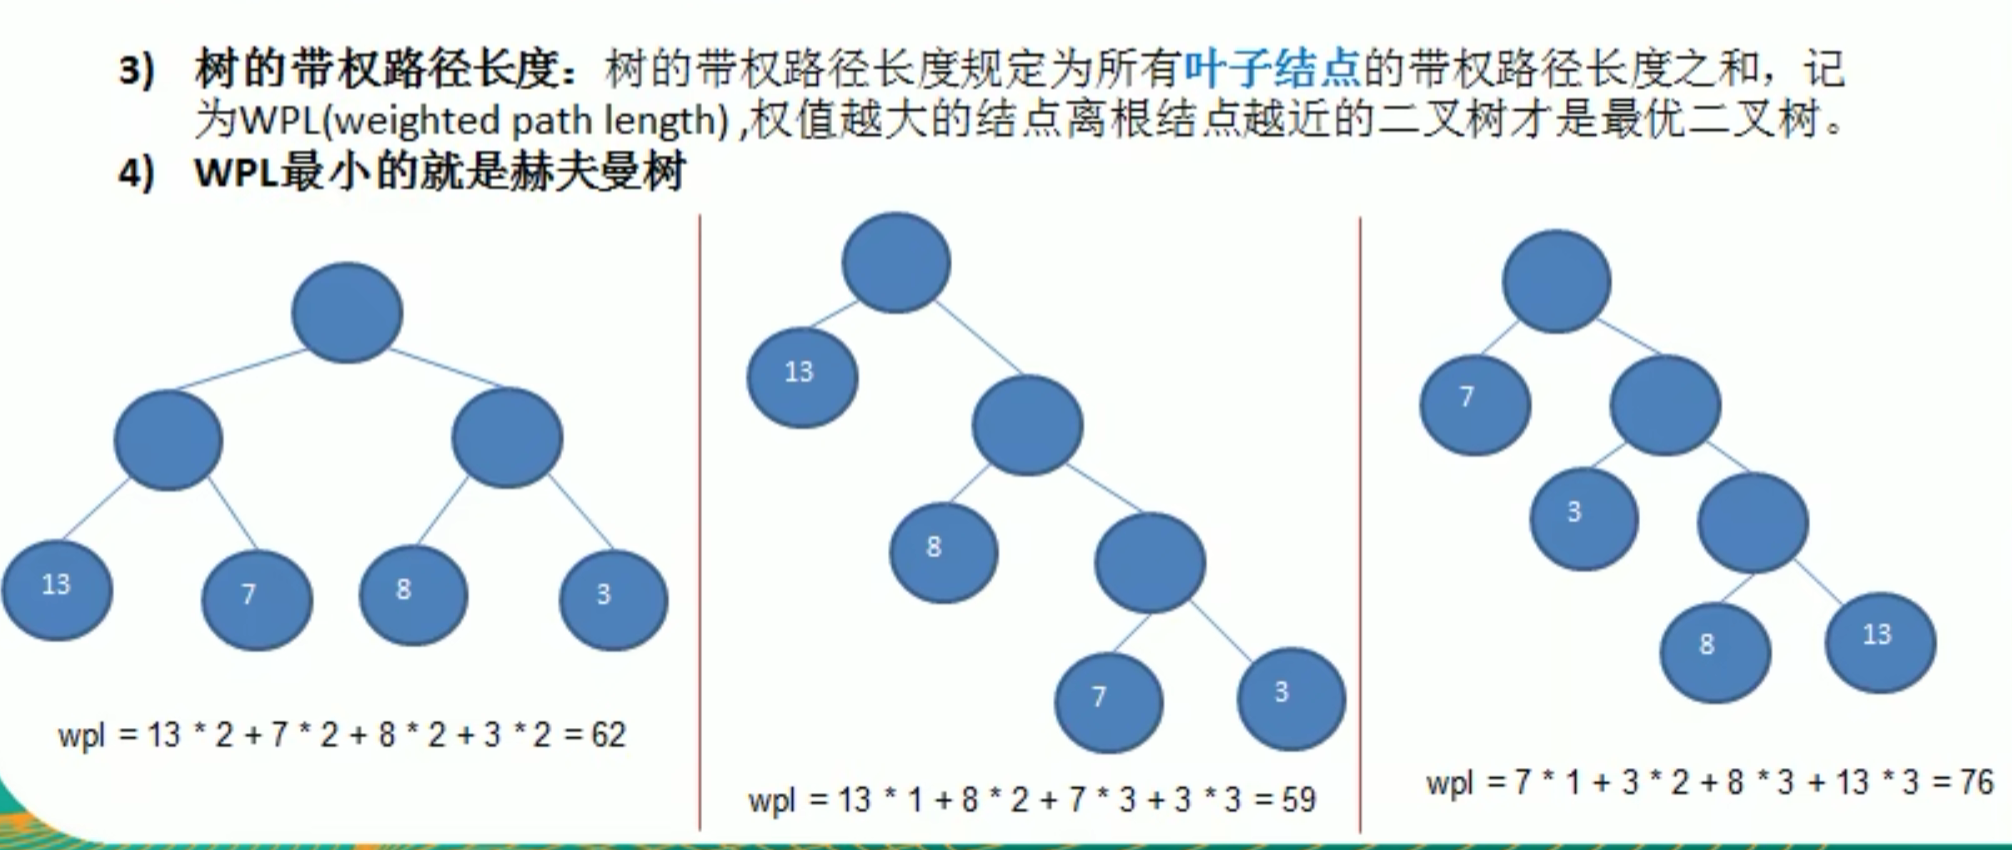 3) 树的带权路径长度：树的带权路径长度规定为所有叶子结点的带权路径长度之和，记
为WPL(weighted path length) ,权值越大的结点离根结点越近的二叉树才是最优二叉树。
4) WPL最小的就是赫夫曼树
13
7
8
3
wpl = 13 * 2 + 7 * 2 + 8 * 2 + 3 * 2 = 62
13
8
7
3
wpl = 13 * 1 + 8 * 2 + 7 * 3 + 3 * 3 = 59
7
3
8
13
wpl = 7 * 1 + 3 * 2 + 8 * 3 + 13 * 3 = 76